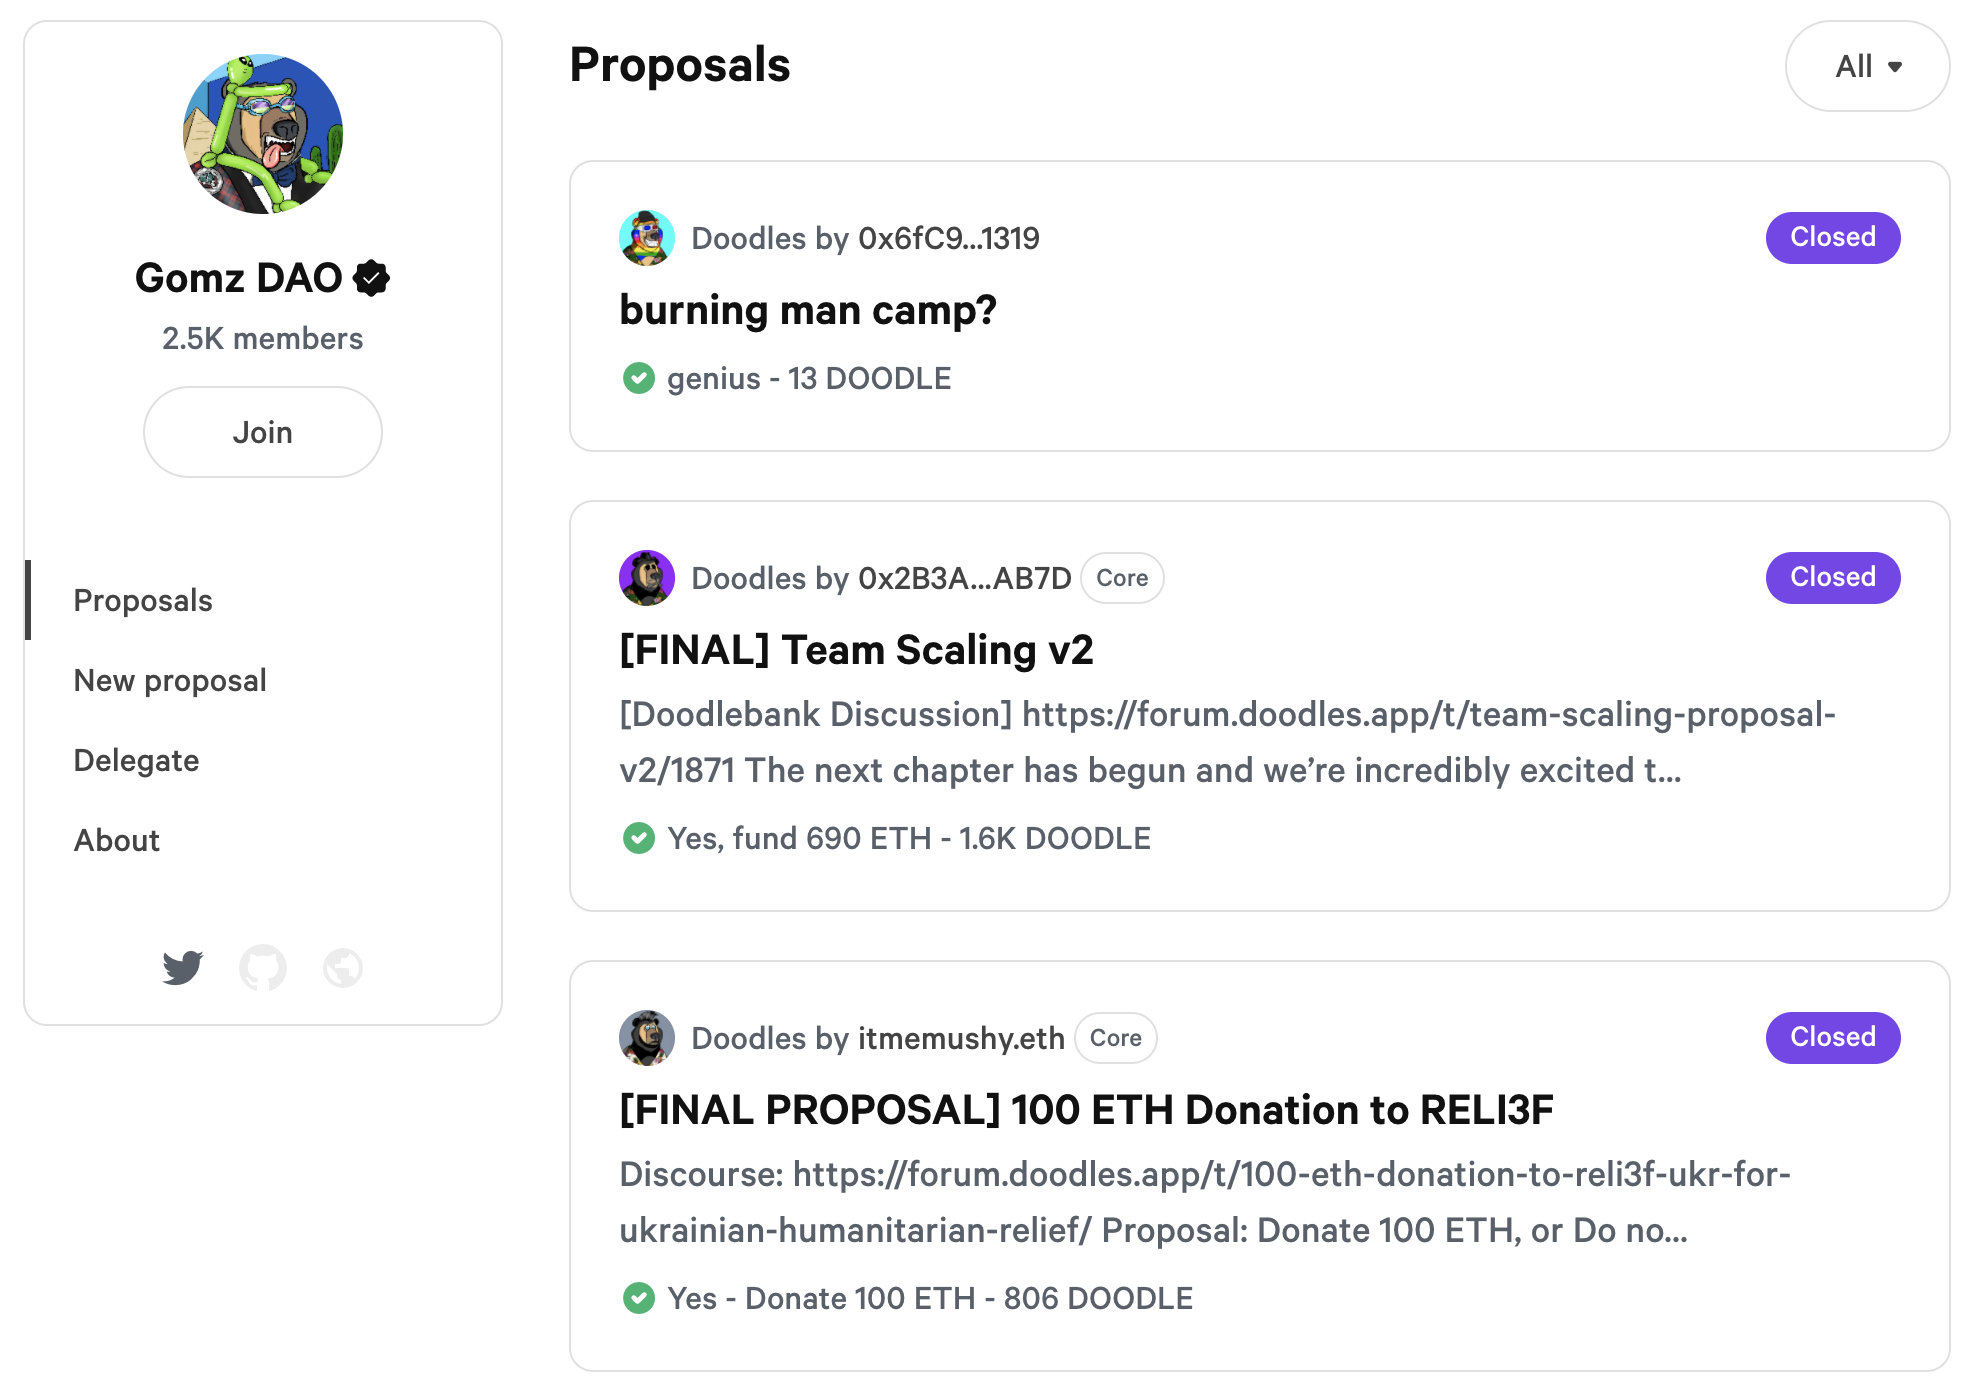 Gomz DAO
2.5K members
Join
Proposals
New proposal
Delegate
About
Proposals
All
Doodles by 0x6fC9...1319
Closed
burning man camp?
genius - 13 DOODLE
Doodles by 0x2B3A...AB7D Core
Closed
[FINAL] Team Scaling v2
[Doodlebank Discussion] https://forum.doodles.app/t/team-scaling-proposal-
v2/1871 The next chapter has begun and we’re incredibly excited t...
Yes, fund 690 ETH - 1.6K DOODLE
Doodles by itmemushy.eth Core
Closed
[FINAL PROPOSAL] 100 ETH Donation to RELI3F
Discourse: https://forum.doodles.app/t/100-eth-donation-to-reli3f-ukr-for-
ukrainian-humanitarian-relief/ Proposal: Donate 100 ETH, or Do no...
Yes - Donate 100 ETH - 806 DOODLE